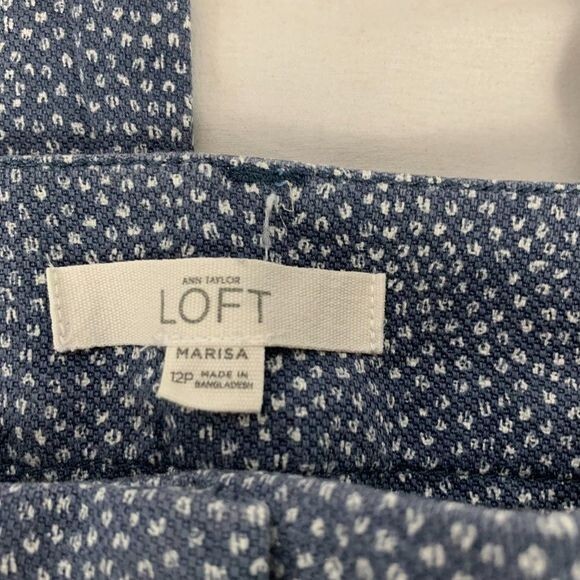 ANN TAYLOR
LOFT
MARISA
12P MADE IN
BANGLADESH